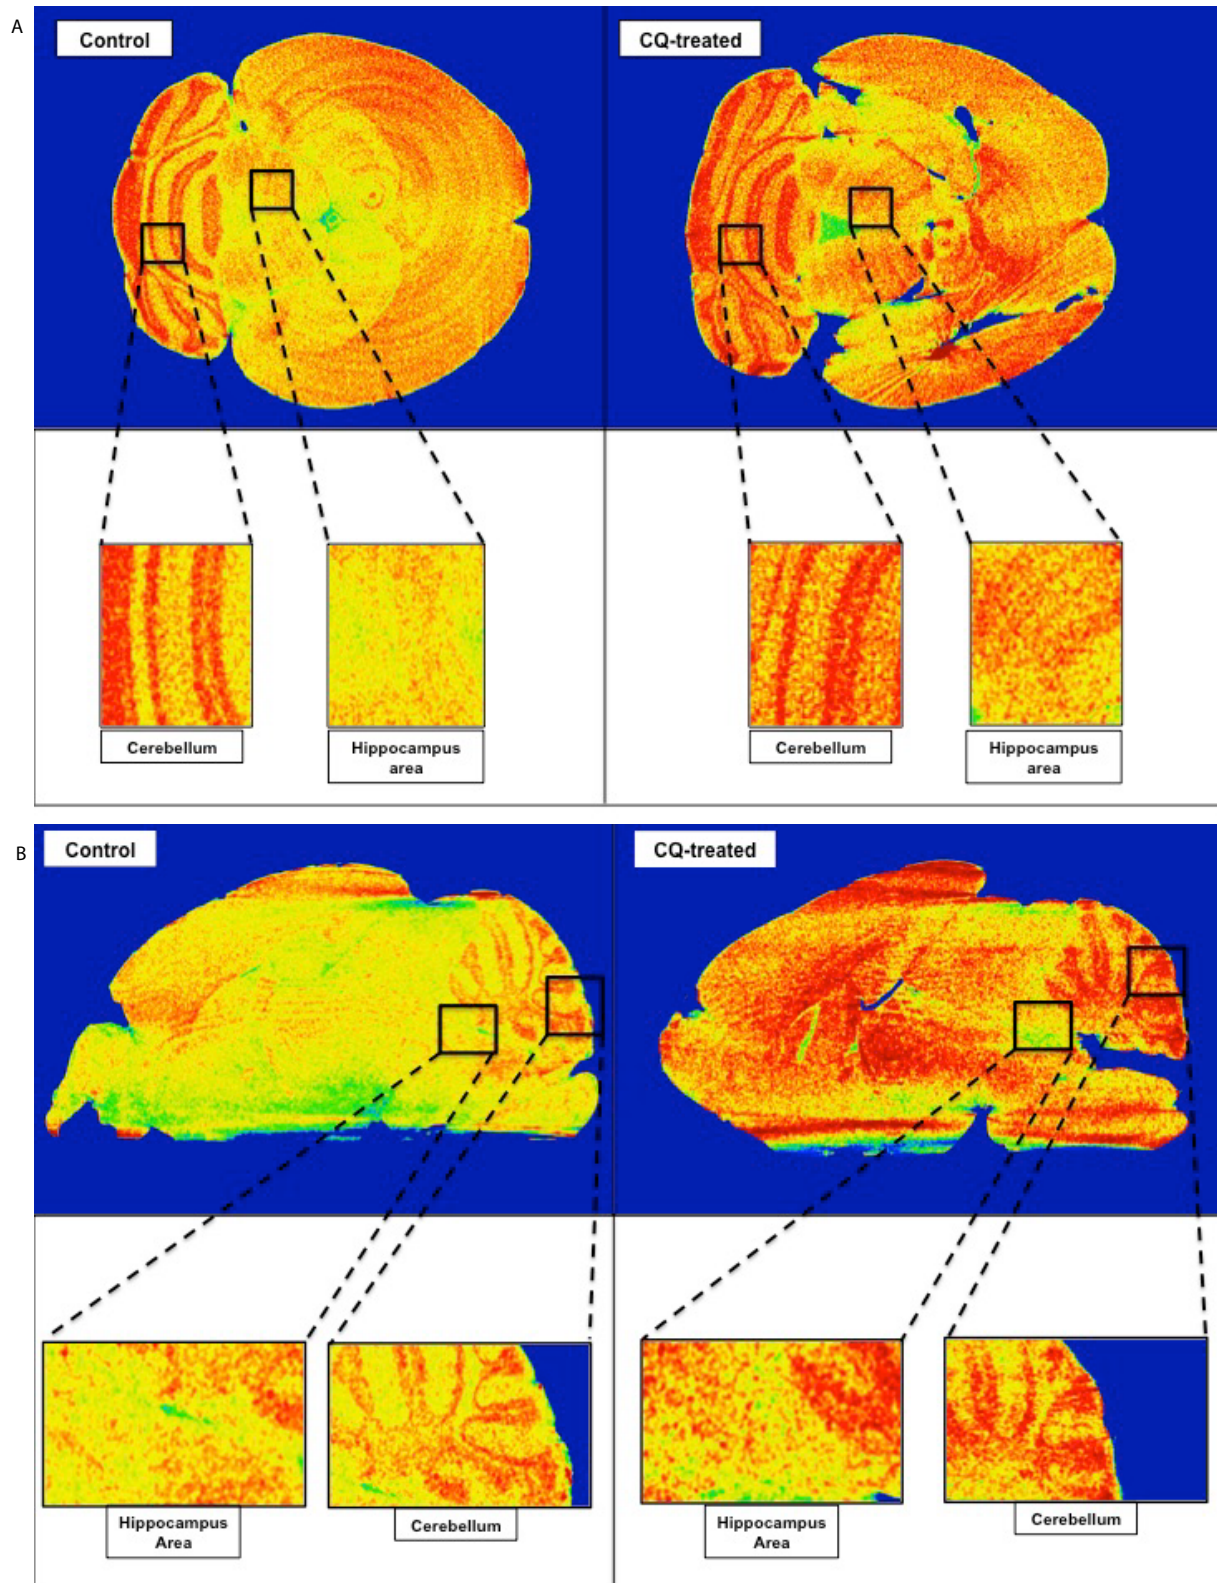 A
Control
CQ-treated
Cerebellum
Hippocampus
area
Cerebellum
Hippocampus
area
B
Control
CQ-treated
Hippocampus
Area
Cerebellum
Hippocampus
Area
Cerebellum